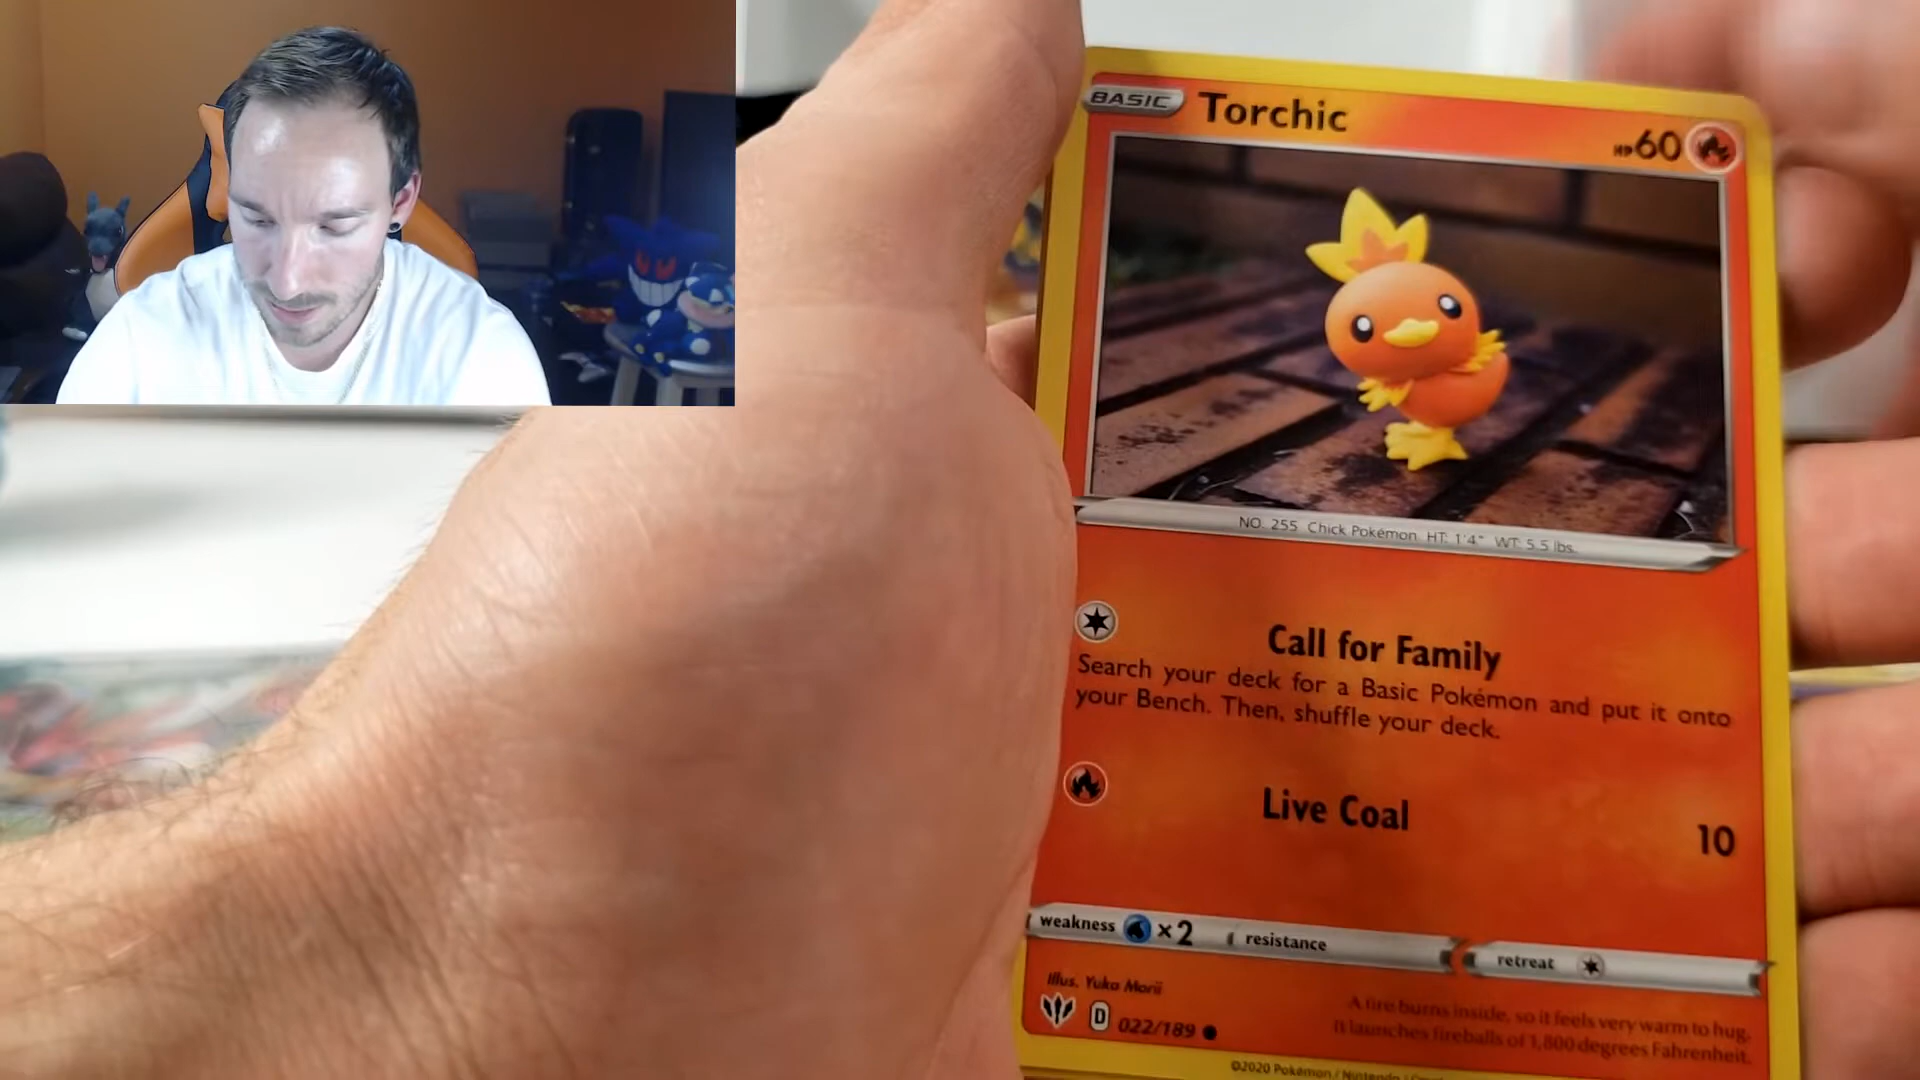 BASIC Torchic HP60
NO. 255 Chick Pokémon HT: 1'4" WT: 5.5 lbs.
Call for Family
Search your deck for a Basic Pokémon and put it onto
your Bench. Then, shuffle your deck.
Live Coal 10
weakness ×2 resistance retreat
Illus. Yuka Morii
D 022/189
A fire burns inside, so it feels very warm to hug.
It launches fireballs of 1,800 degrees Fahrenheit.
©2020 Pokémon / Nintendo /